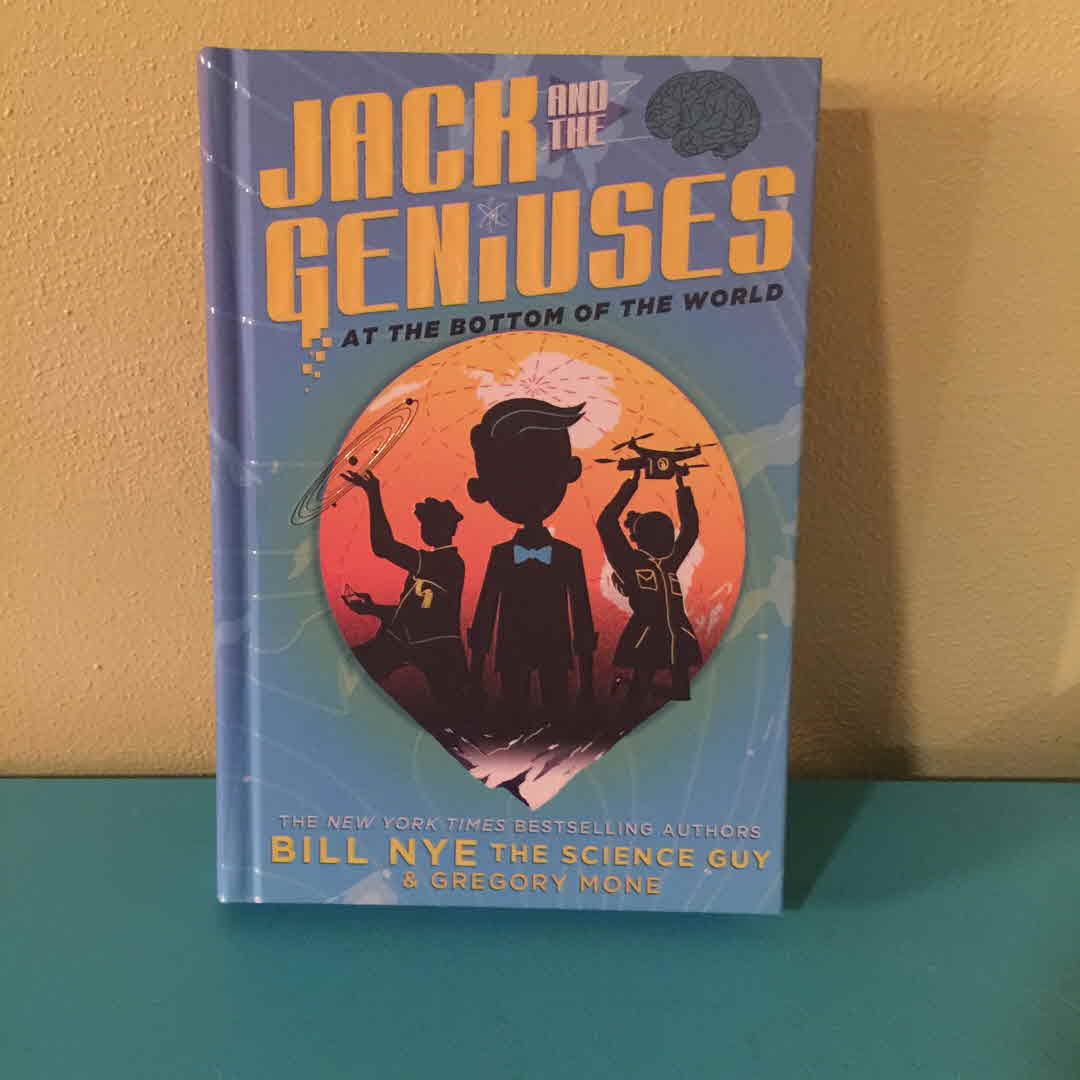 JACK AND THE
GENiUSES
AT THE BOTTOM OF THE WORLD
THE NEW YORK TIMES BESTSELLING AUTHORS
BILL NYE THE SCIENCE GUY
& GREGORY MONE